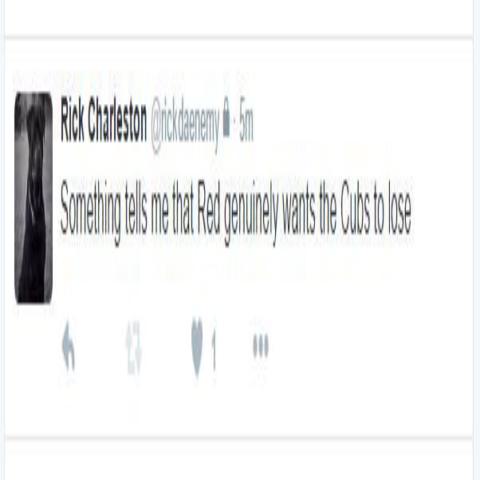 Rick Charleston @rickdaenemy · 5m
Something tells me that Red genuinely wants the Cubs to lose
1